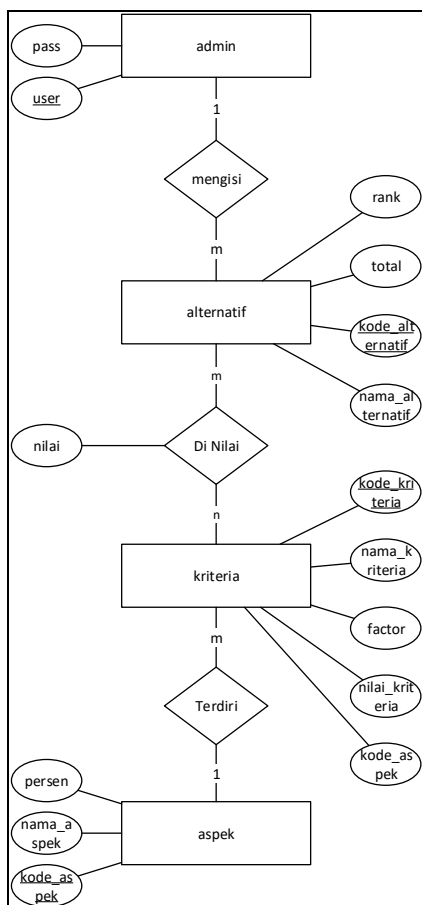 pass
admin
user
1
mengisi
rank
m
total
alternatif
kode_alt
ernatif
m
nama_al
ternatif
nilai
Di Nilai
kode_kri
teria
n
nama_k
riteria
kriteria
factor
m
nilai_krit
eria
Terdiri
kode_as
pek
persen
1
nama_a
spek
aspek
kode_as
pek